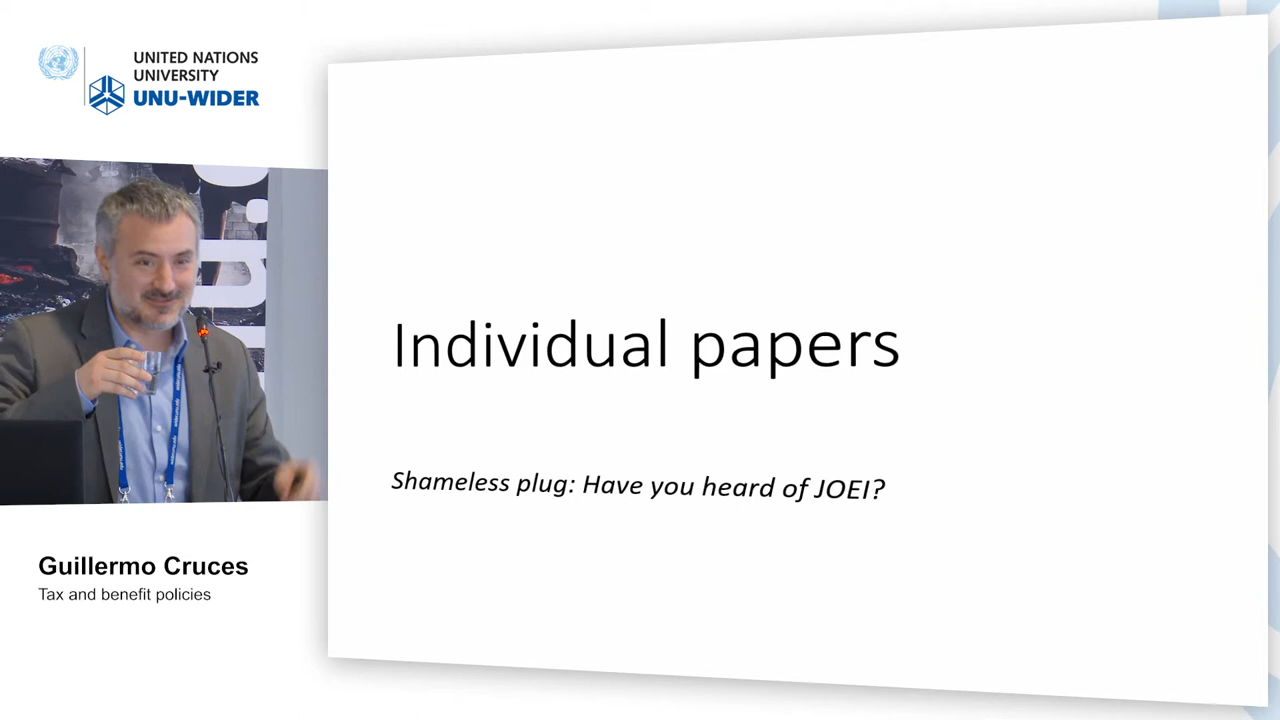 UNITED NATIONS
UNIVERSITY
UNU-WIDER
Individual papers
Shameless plug: Have you heard of JOEI?
Guillermo Cruces
Tax and benefit policies